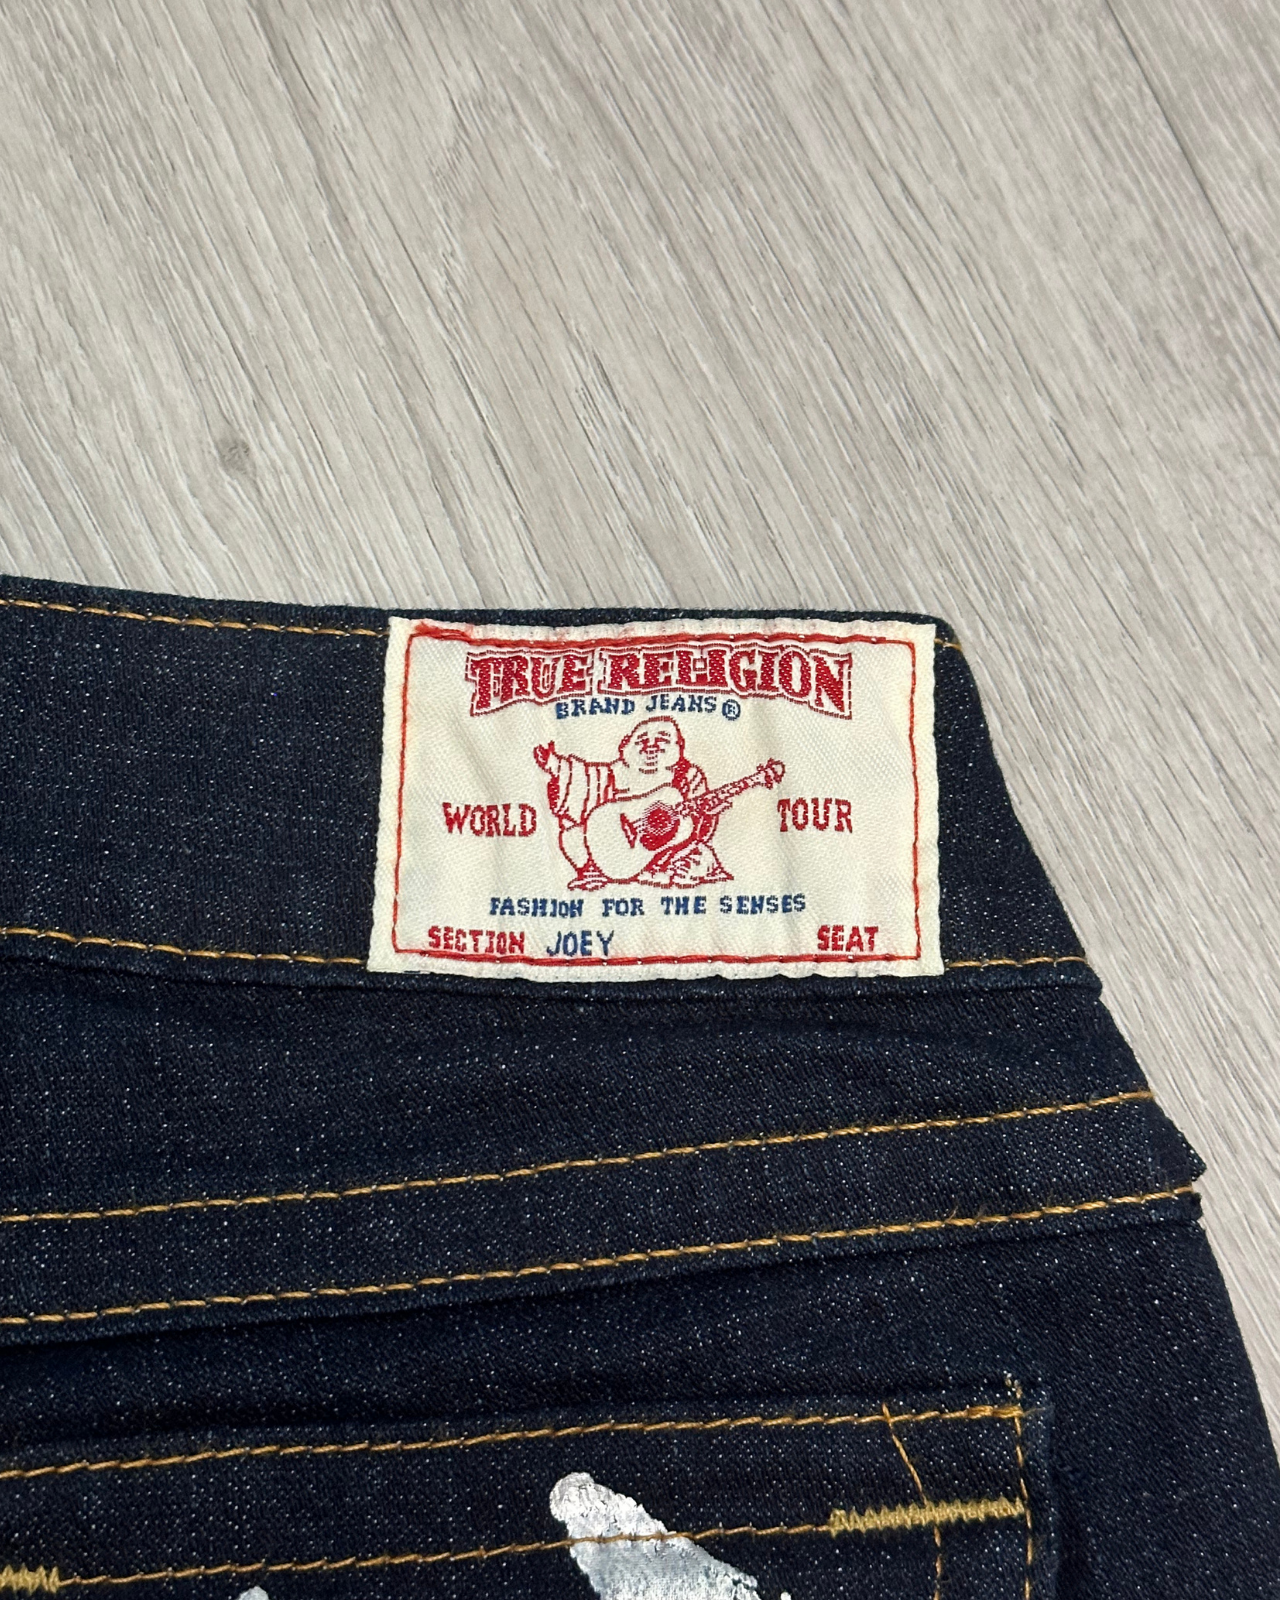 TRUE RELIGION
BRAND JEANS®
WORLD TOUR
FASHION FOR THE SENSES
SECTION JOEY SEAT